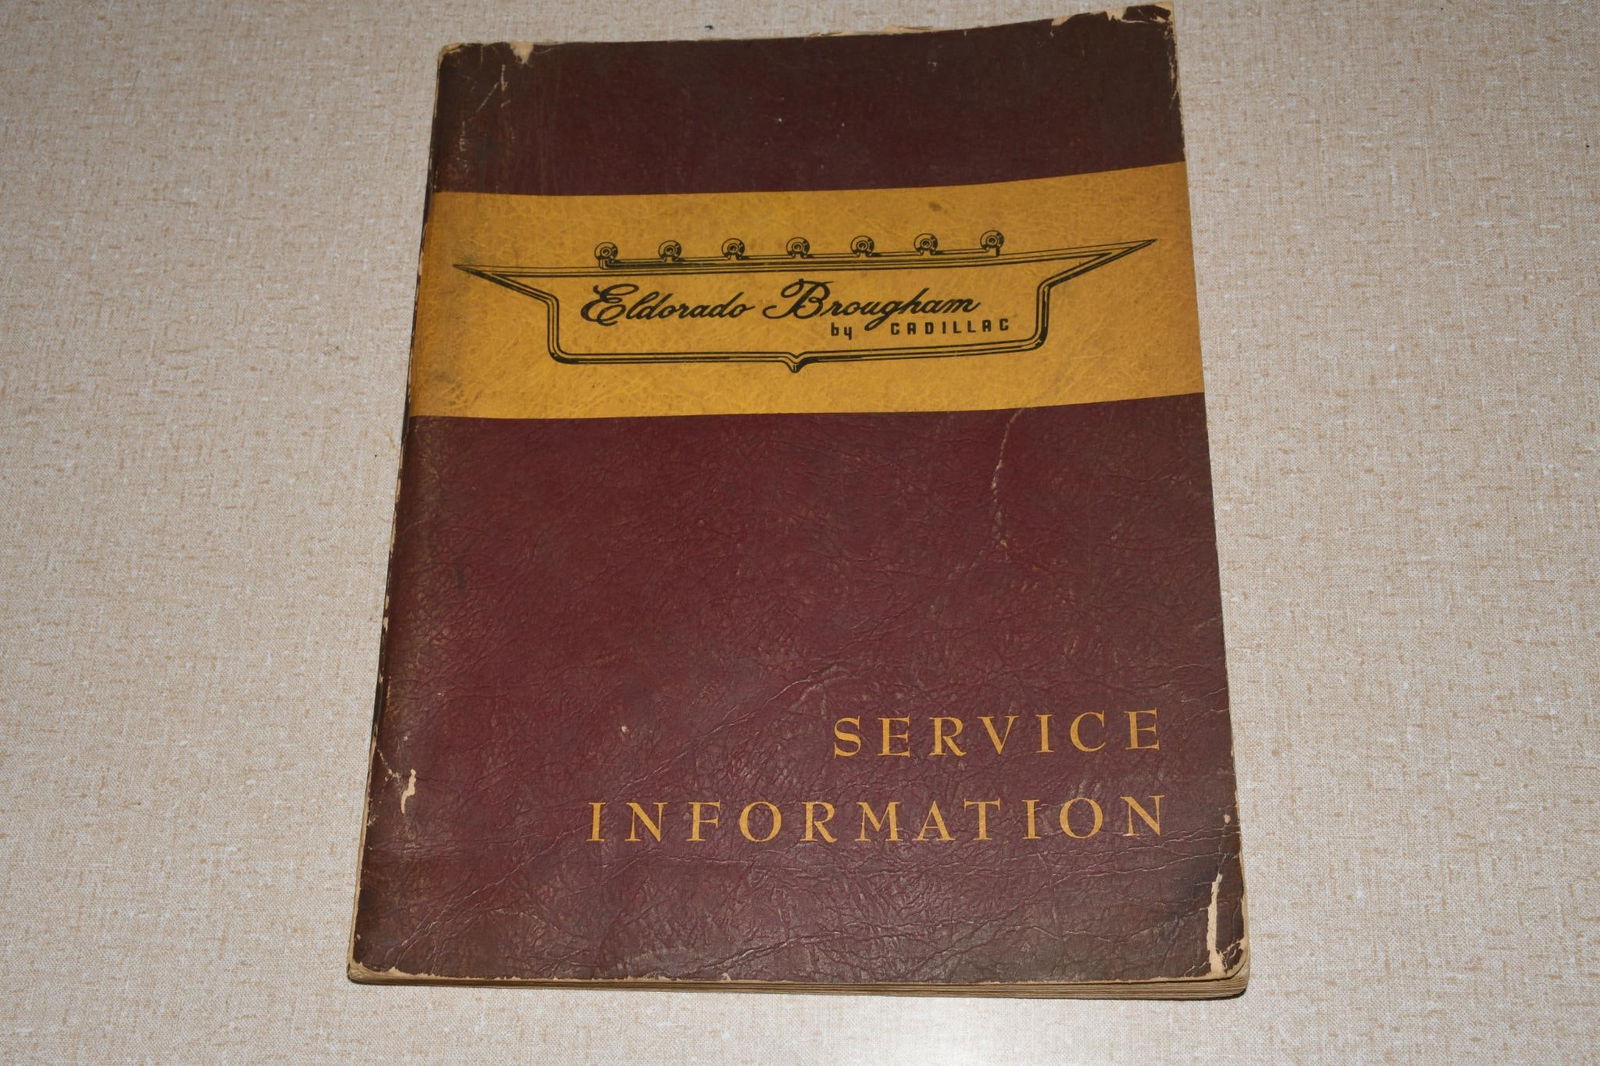 Eldorado Brougham
by CADILLAC
SERVICE
INFORMATION